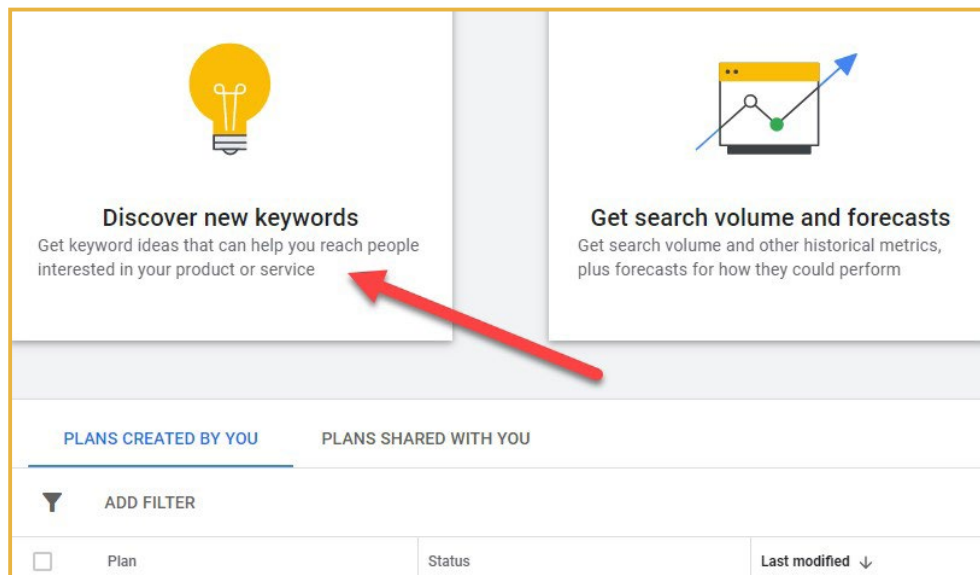 Discover new keywords
Get keyword ideas that can help you reach people
interested in your product or service
Get search volume and forecasts
Get search volume and other historical metrics,
plus forecasts for how they could perform
PLANS CREATED BY YOU
PLANS SHARED WITH YOU
ADD FILTER
Plan
Status
Last modified